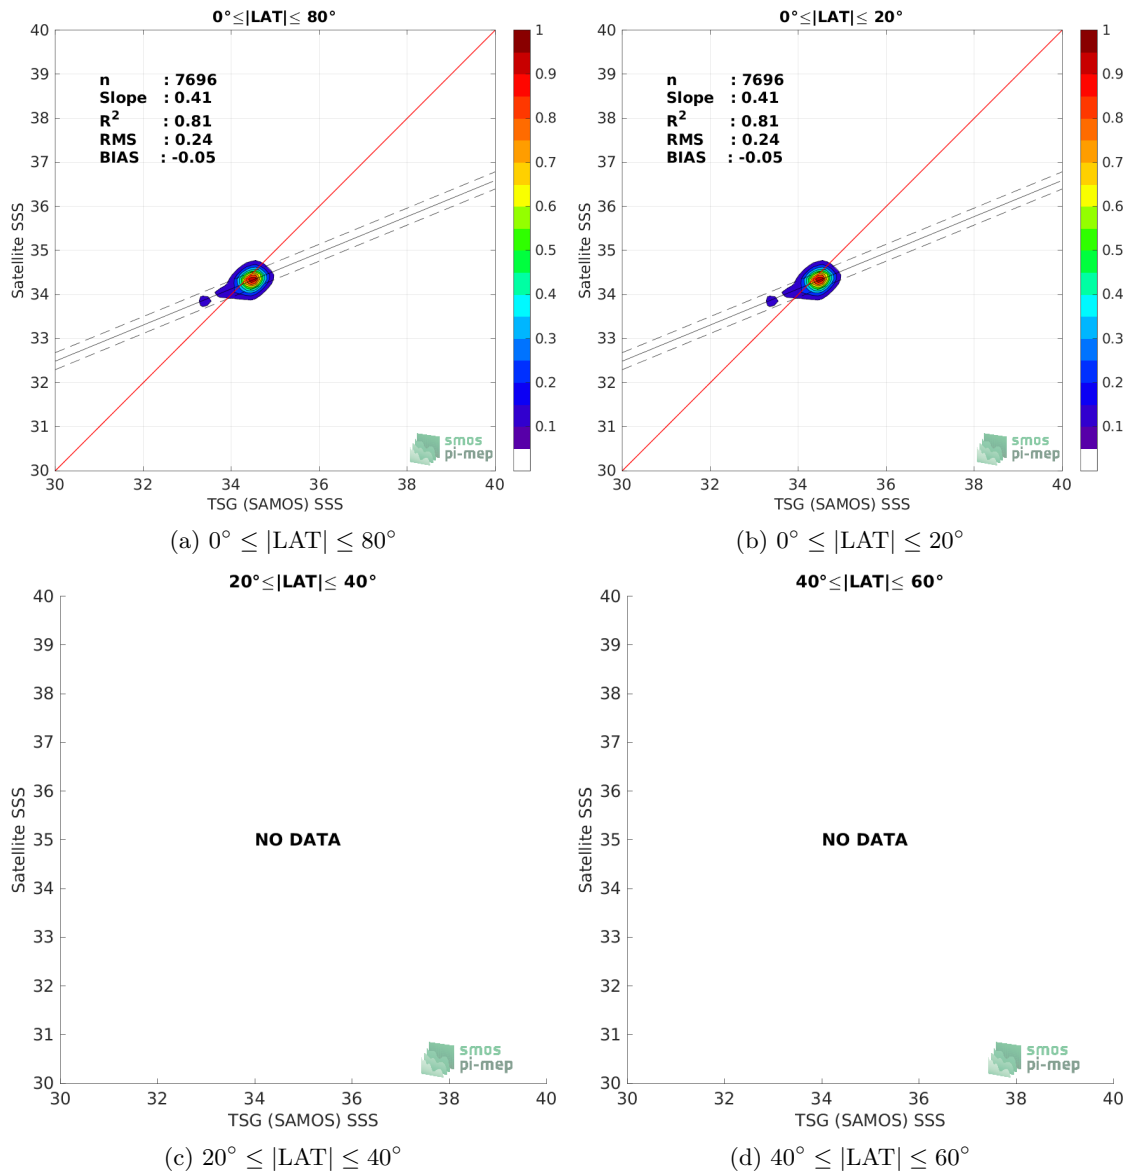 0°≤|LAT|≤ 80°
40
39
38
37
36
35
34
33
32
31
30
Satellite SSS
n : 7696
Slope : 0.41
R² : 0.81
RMS : 0.24
BIAS : -0.05
smos
pi-mep
30 32 34 36 38 40
TSG (SAMOS) SSS
1
0.9
0.8
0.7
0.6
0.5
0.4
0.3
0.2
0.1
(a) 0° ≤ |LAT| ≤ 80°
0°≤|LAT|≤ 20°
40
39
38
37
36
35
34
33
32
31
30
Satellite SSS
n : 7696
Slope : 0.41
R² : 0.81
RMS : 0.24
BIAS : -0.05
smos
pi-mep
30 32 34 36 38 40
TSG (SAMOS) SSS
1
0.9
0.8
0.7
0.6
0.5
0.4
0.3
0.2
0.1
(b) 0° ≤ |LAT| ≤ 20°
20°≤|LAT|≤ 40°
40
39
38
37
36
35
34
33
32
31
30
Satellite SSS
NO DATA
smos
pi-mep
30 32 34 36 38 40
TSG (SAMOS) SSS
(c) 20° ≤ |LAT| ≤ 40°
40°≤|LAT|≤ 60°
40
39
38
37
36
35
34
33
32
31
30
Satellite SSS
NO DATA
smos
pi-mep
30 32 34 36 38 40
TSG (SAMOS) SSS
(d) 40° ≤ |LAT| ≤ 60°